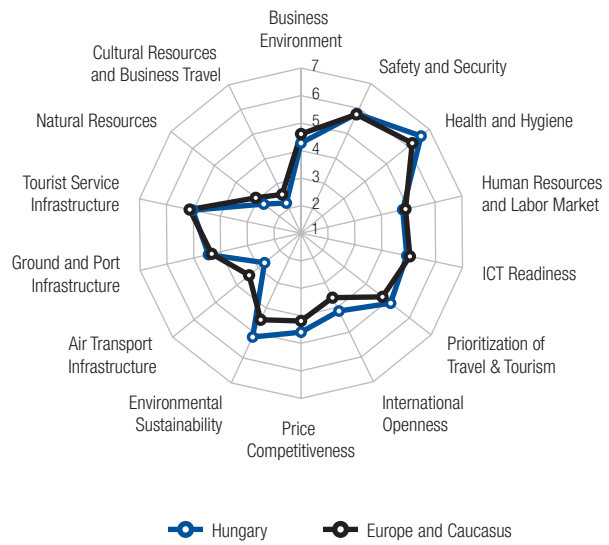 Business
Environment
Cultural Resources
and Business Travel
Safety and Security
Natural Resources
Health and Hygiene
Tourist Service
Infrastructure
Human Resources
and Labor Market
Ground and Port
Infrastructure
ICT Readiness
Air Transport
Infrastructure
Prioritization of
Travel & Tourism
Environmental
Sustainability
International
Openness
Price
Competitiveness
7
6
5
4
3
2
1
Hungary
Europe and Caucasus